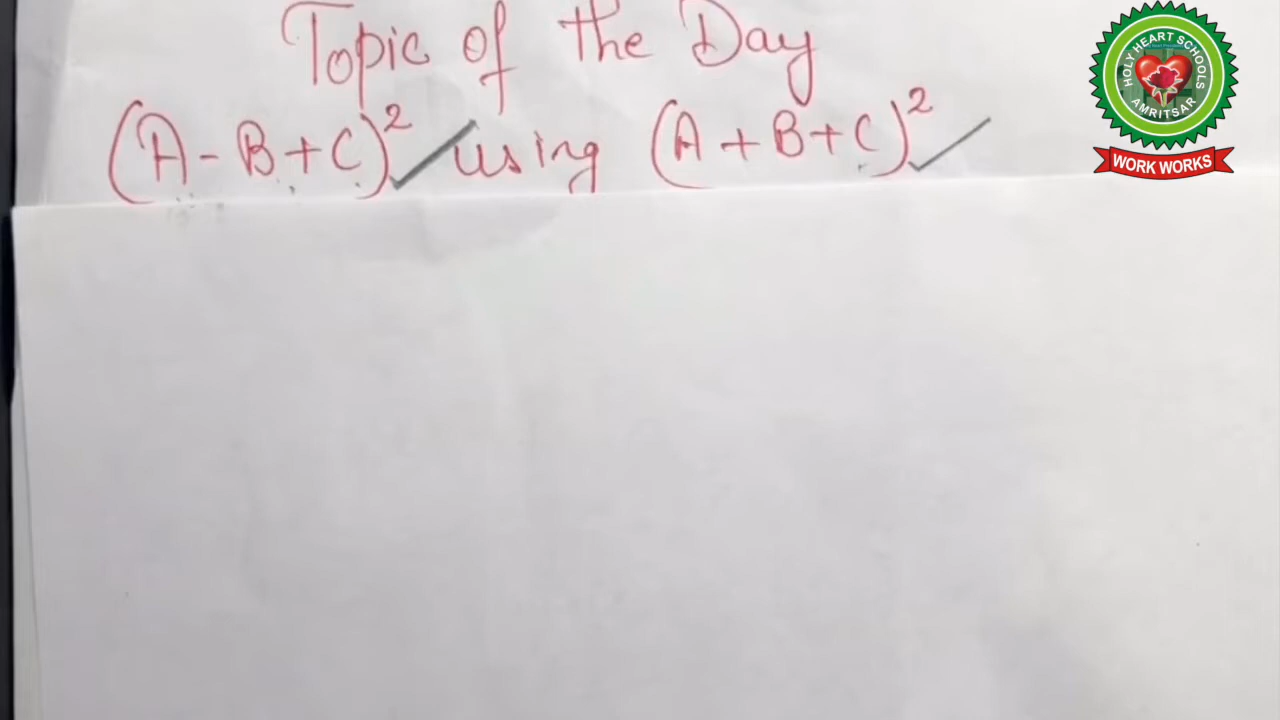 Topic of the Day
(A - B + C)² using (A + B + C)²
HOLY HEART SCHOOLS
AMRITSAR
WORK WORKS